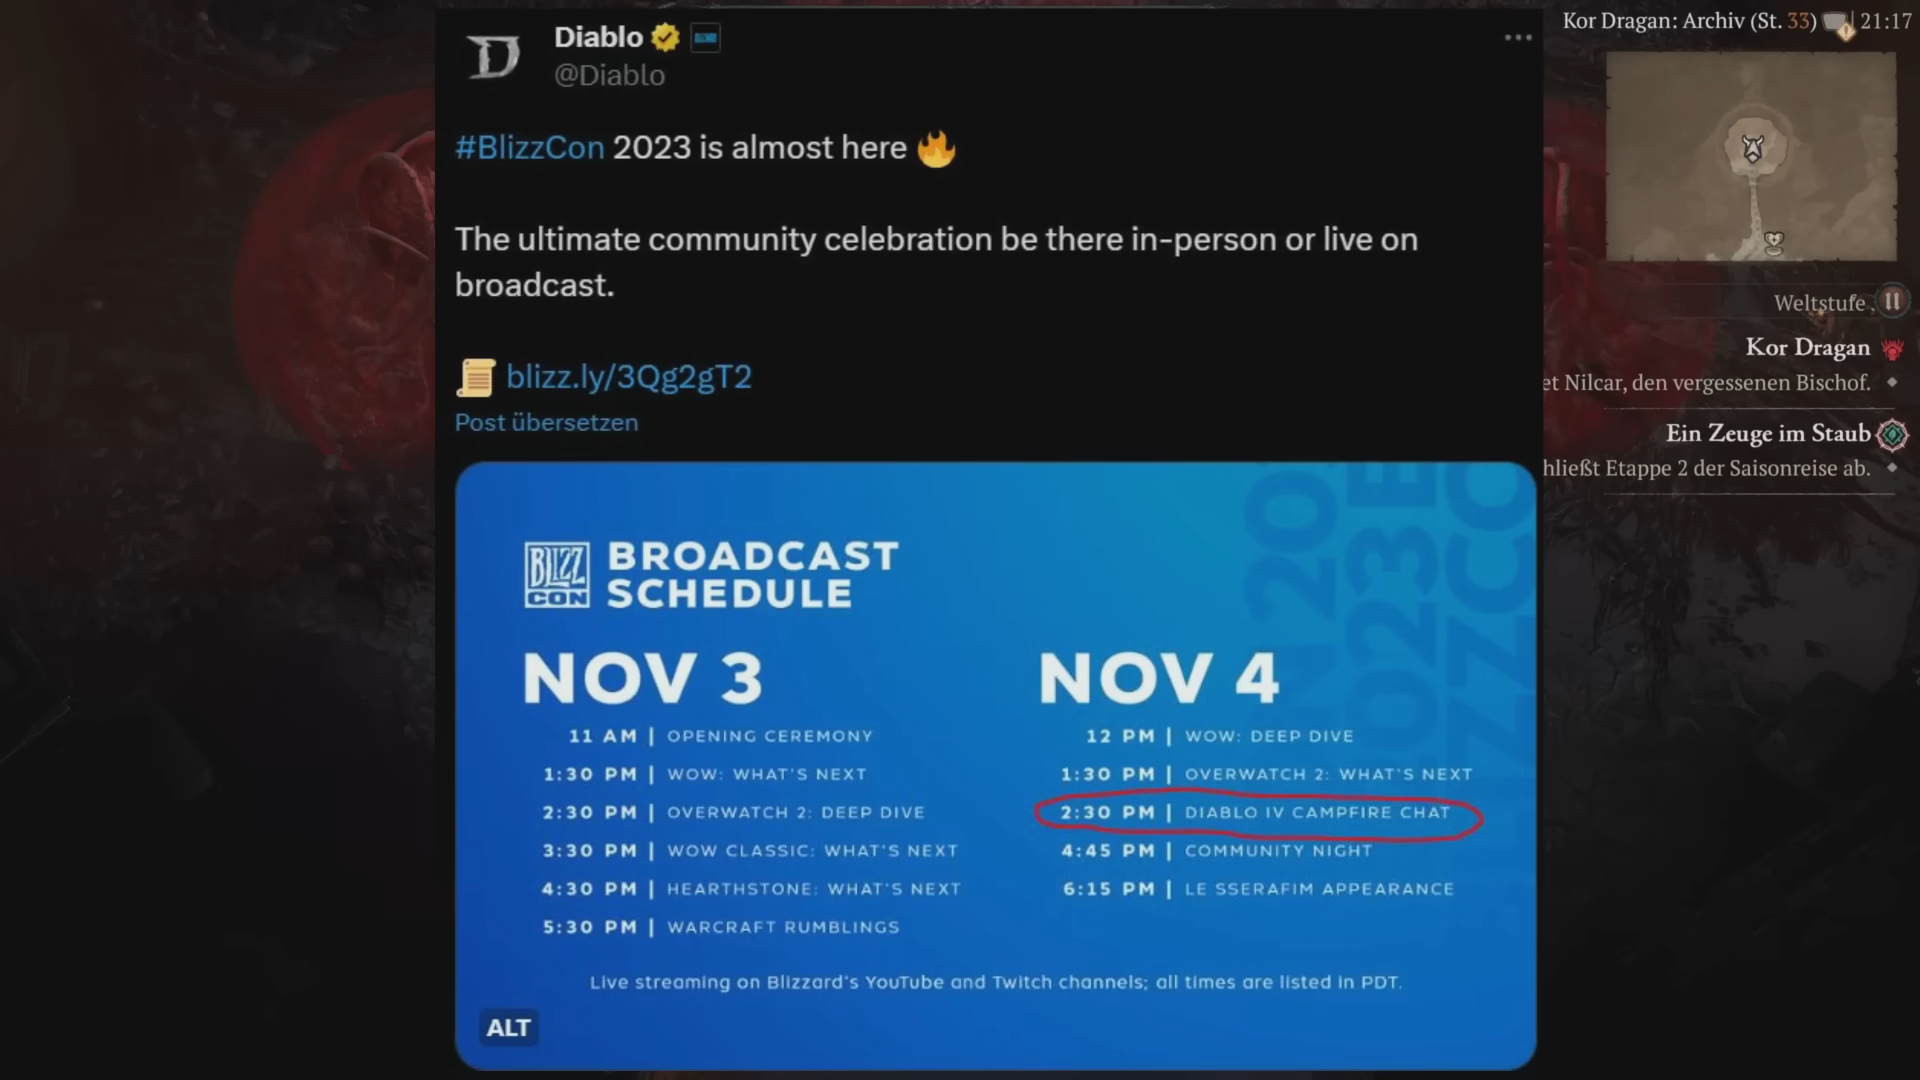 Diablo
@Diablo
#BlizzCon 2023 is almost here
The ultimate community celebration be there in-person or live on
broadcast.
blizz.ly/3Qg2gT2
Post übersetzen
BLIZZ
CON
BROADCAST
SCHEDULE
NOV 3
11 AM | OPENING CEREMONY
1:30 PM | WOW: WHAT'S NEXT
2:30 PM | OVERWATCH 2: DEEP DIVE
3:30 PM | WOW CLASSIC: WHAT'S NEXT
4:30 PM | HEARTHSTONE: WHAT'S NEXT
5:30 PM | WARCRAFT RUMBLINGS
NOV 4
12 PM | WOW: DEEP DIVE
1:30 PM | OVERWATCH 2: WHAT'S NEXT
2:30 PM | DIABLO IV CAMPFIRE CHAT
4:45 PM | COMMUNITY NIGHT
6:15 PM | LE SSERAFIM APPEARANCE
Live streaming on Blizzard's YouTube and Twitch channels; all times are listed in PDT.
ALT
Kor Dragan: Archiv (St. 33) 21:17
Weltstufe
Kor Dragan
et Nilcar, den vergessenen Bischof.
Ein Zeuge im Staub
hließt Etappe 2 der Saisonreise ab.